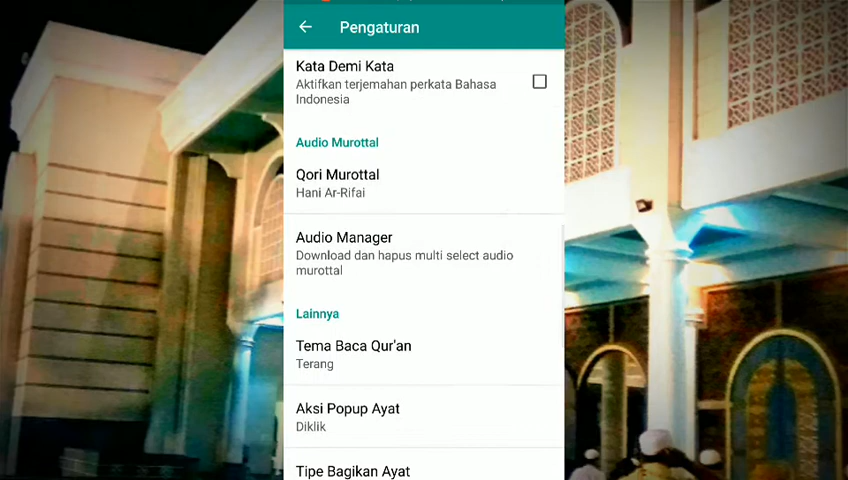 Pengaturan
Kata Demi Kata
Aktifkan terjemahan perkata Bahasa
Indonesia
Audio Murottal
Qori Murottal
Hani Ar-Rifai
Audio Manager
Download dan hapus multi select audio
murottal
Lainnya
Tema Baca Qur'an
Terang
Aksi Popup Ayat
Diklik
Tipe Bagikan Ayat